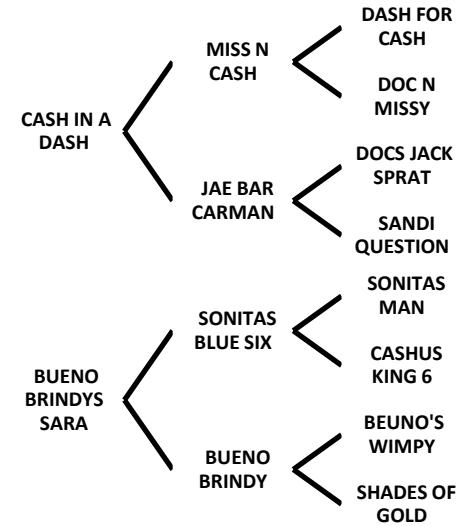 DASH FOR
CASH
MISS N
CASH
DOC N
MISSY
CASH IN A
DASH
DOCS JACK
SPRAT
JAE BAR
CARMAN
SANDI
QUESTION
SONITAS
MAN
SONITAS
BLUE SIX
CASHUS
KING 6
BUENO
BRINDYS
SARA
BEUNO'S
WIMPY
BUENO
BRINDY
SHADES OF
GOLD